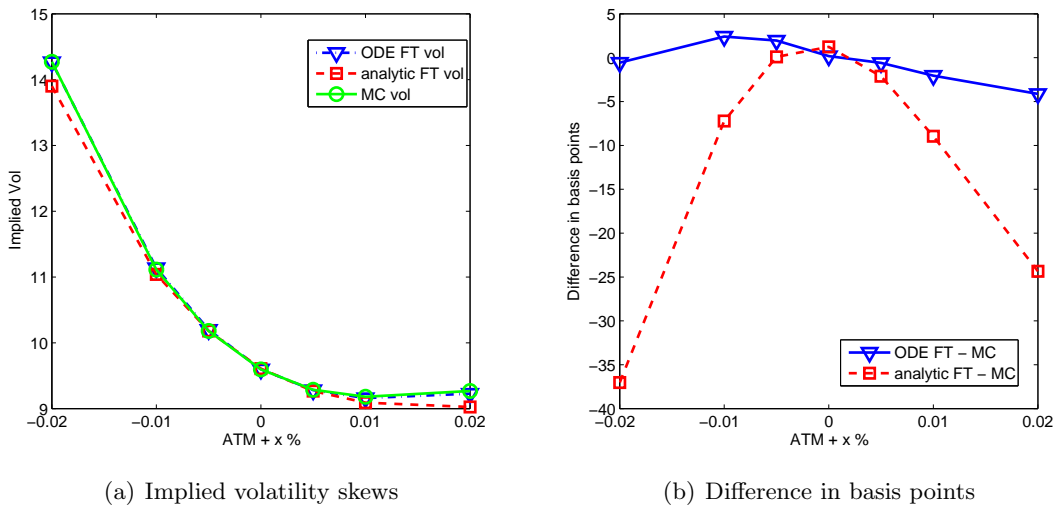 15
14
13
12
11
10
9
−0.02
−0.01
0
0.01
0.02
ATM + x %
Implied Vol
ODE FT vol
analytic FT vol
MC vol
(a) Implied volatility skews
5
0
−5
−10
−15
−20
−25
−30
−35
−40
−0.02
−0.01
0
0.01
0.02
ATM + x %
Difference in basis points
ODE FT − MC
analytic FT − MC
(b) Difference in basis points